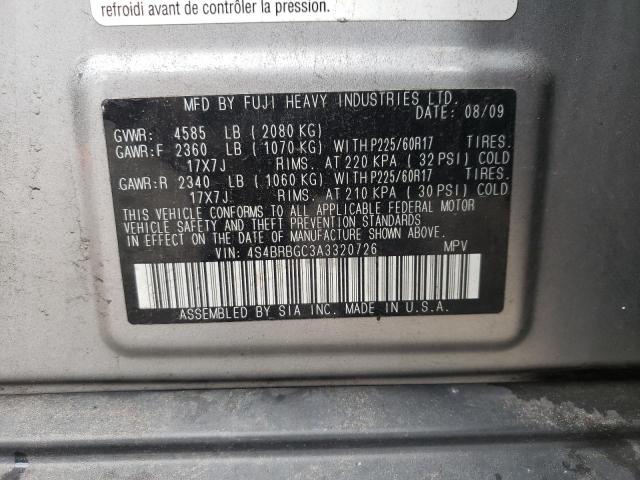 refroidi avant de contrôler la pression.
MFD BY FUJI HEAVY INDUSTRIES LTD.
DATE: 08/09
GVWR: 4585 LB (2080 KG)
GAWR:F 2360 LB (1070 KG) WITH P225/60R17 TIRES.
17X7J RIMS. AT 220 KPA (32 PSI) COLD
GAWR:R 2340 LB (1060 KG) WITH P225/60R17 TIRES.
17X7J RIMS. AT 210 KPA (30 PSI) COLD
THIS VEHICLE CONFORMS TO ALL APPLICABLE FEDERAL MOTOR
VEHICLE SAFETY AND THEFT PREVENTION STANDARDS
IN EFFECT ON THE DATE OF MANUFACTURE SHOWN ABOVE.
VIN: 4S4BRBGC3A3320726 MPV
ASSEMBLED BY SIA INC. MADE IN U.S.A.